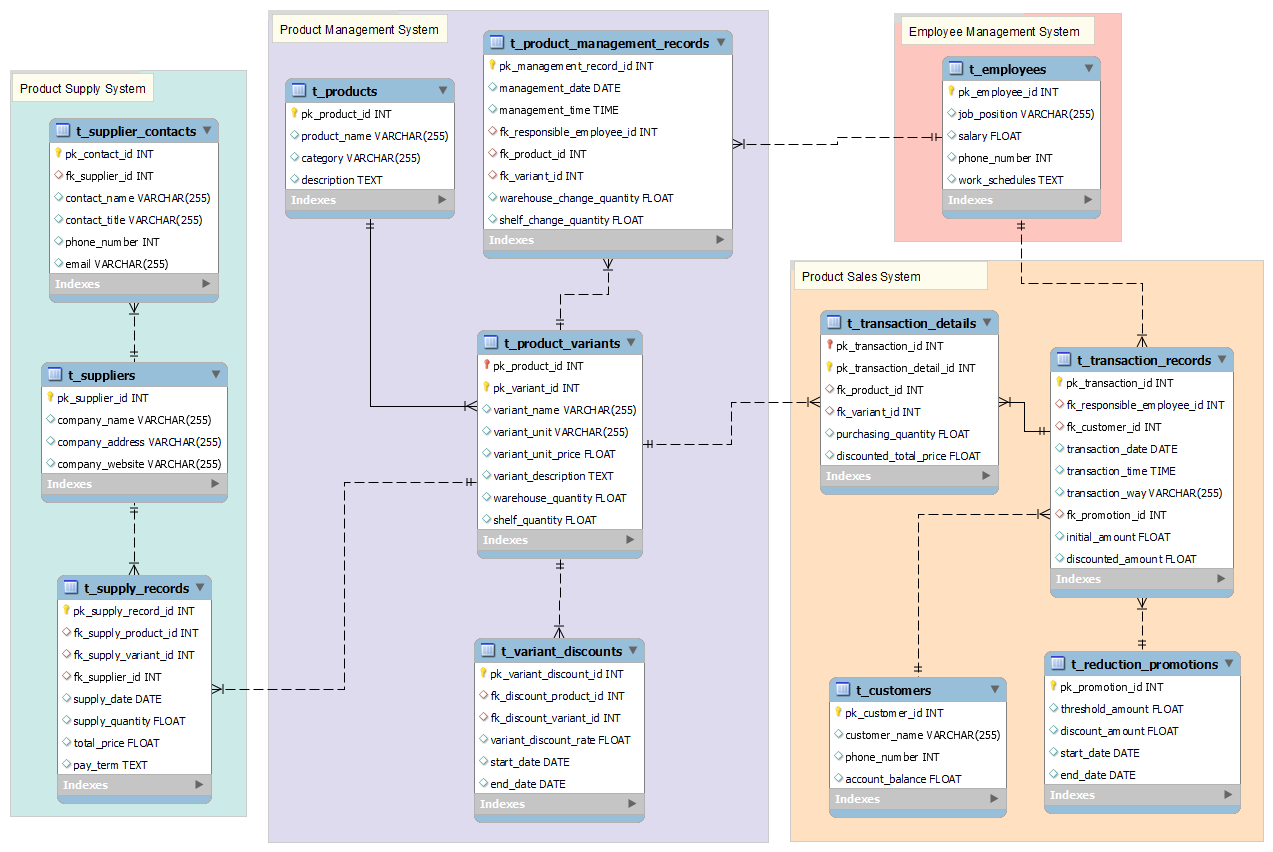 Product Supply System
t_supplier_contacts
pk_contact_id INT
fk_supplier_id INT
contact_name VARCHAR(255)
contact_title VARCHAR(255)
phone_number INT
email VARCHAR(255)
Indexes
t_suppliers
pk_supplier_id INT
company_name VARCHAR(255)
company_address VARCHAR(255)
company_website VARCHAR(255)
Indexes
t_supply_records
pk_supply_record_id INT
fk_supply_product_id INT
fk_supply_variant_id INT
fk_supplier_id INT
supply_date DATE
supply_quantity FLOAT
total_price FLOAT
pay_term TEXT
Indexes
Product Management System
t_products
pk_product_id INT
product_name VARCHAR(255)
category VARCHAR(255)
description TEXT
Indexes
t_product_management_records
pk_management_record_id INT
management_date DATE
management_time TIME
fk_responsible_employee_id INT
fk_product_id INT
fk_variant_id INT
warehouse_change_quantity FLOAT
shelf_change_quantity FLOAT
Indexes
t_product_variants
pk_product_id INT
pk_variant_id INT
variant_name VARCHAR(255)
variant_unit VARCHAR(255)
variant_unit_price FLOAT
variant_description TEXT
warehouse_quantity FLOAT
shelf_quantity FLOAT
Indexes
t_variant_discounts
pk_variant_discount_id INT
fk_discount_product_id INT
fk_discount_variant_id INT
variant_discount_rate FLOAT
start_date DATE
end_date DATE
Indexes
Employee Management System
t_employees
pk_employee_id INT
job_position VARCHAR(255)
salary FLOAT
phone_number INT
work_schedules TEXT
Indexes
Product Sales System
t_transaction_details
pk_transaction_id INT
pk_transaction_detail_id INT
fk_product_id INT
fk_variant_id INT
purchasing_quantity FLOAT
discounted_total_price FLOAT
Indexes
t_transaction_records
pk_transaction_id INT
fk_responsible_employee_id INT
fk_customer_id INT
transaction_date DATE
transaction_time TIME
transaction_way VARCHAR(255)
fk_promotion_id INT
initial_amount FLOAT
discounted_amount FLOAT
Indexes
t_customers
pk_customer_id INT
customer_name VARCHAR(255)
phone_number INT
account_balance FLOAT
Indexes
t_reduction_promotions
pk_promotion_id INT
threshold_amount FLOAT
discount_amount FLOAT
start_date DATE
end_date DATE
Indexes